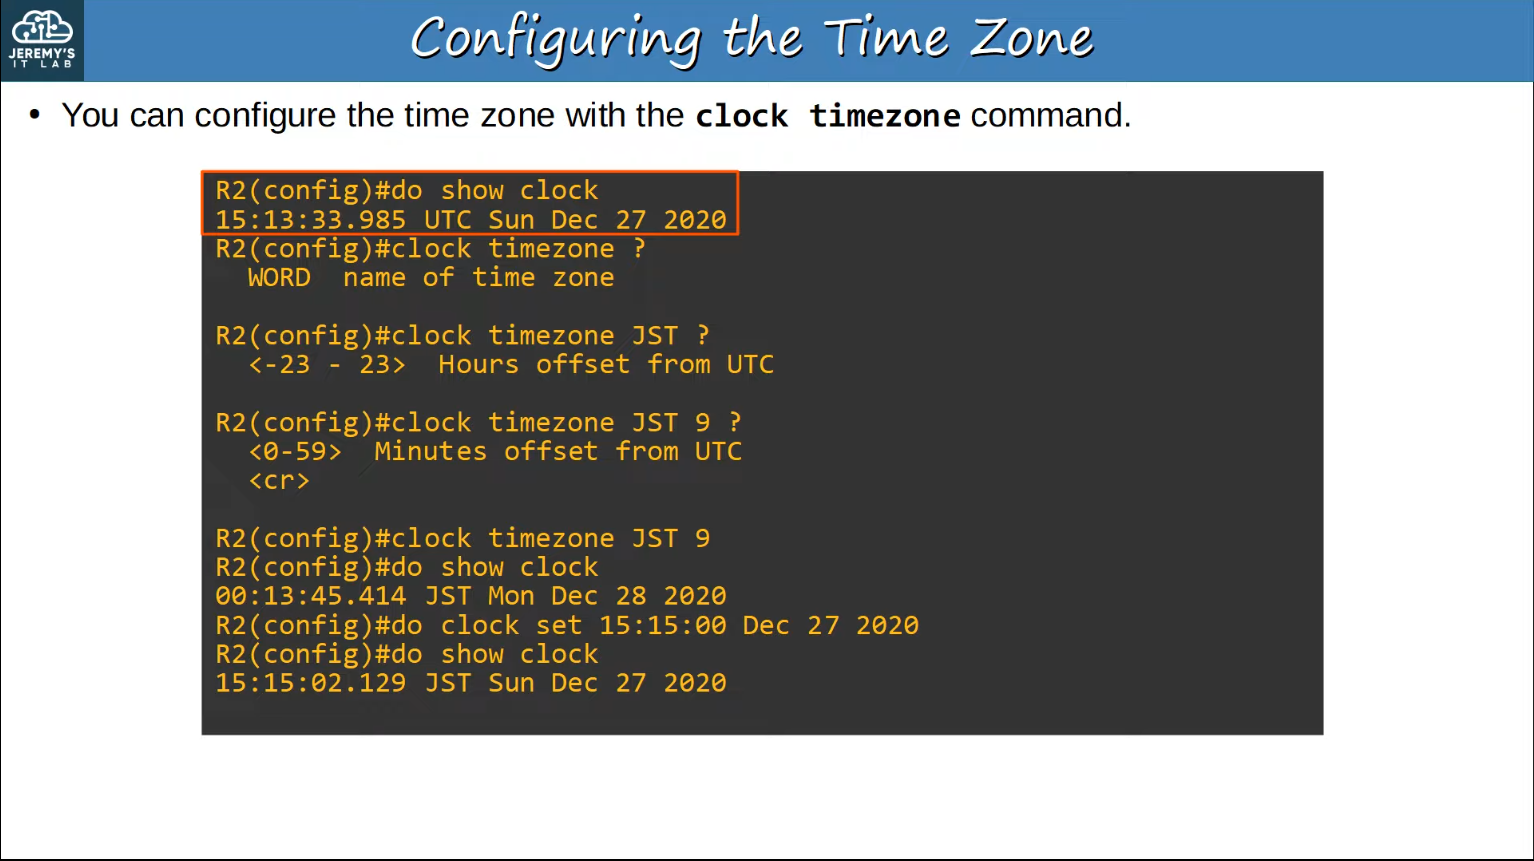 JEREMY'S
IT LAB
Configuring the Time Zone
• You can configure the time zone with the clock timezone command.
R2(config)#do show clock
15:13:33.985 UTC Sun Dec 27 2020
R2(config)#clock timezone ?
  WORD  name of time zone

R2(config)#clock timezone JST ?
  <-23 - 23>  Hours offset from UTC

R2(config)#clock timezone JST 9 ?
  <0-59>  Minutes offset from UTC
  <cr>

R2(config)#clock timezone JST 9
R2(config)#do show clock
00:13:45.414 JST Mon Dec 28 2020
R2(config)#do clock set 15:15:00 Dec 27 2020
R2(config)#do show clock
15:15:02.129 JST Sun Dec 27 2020